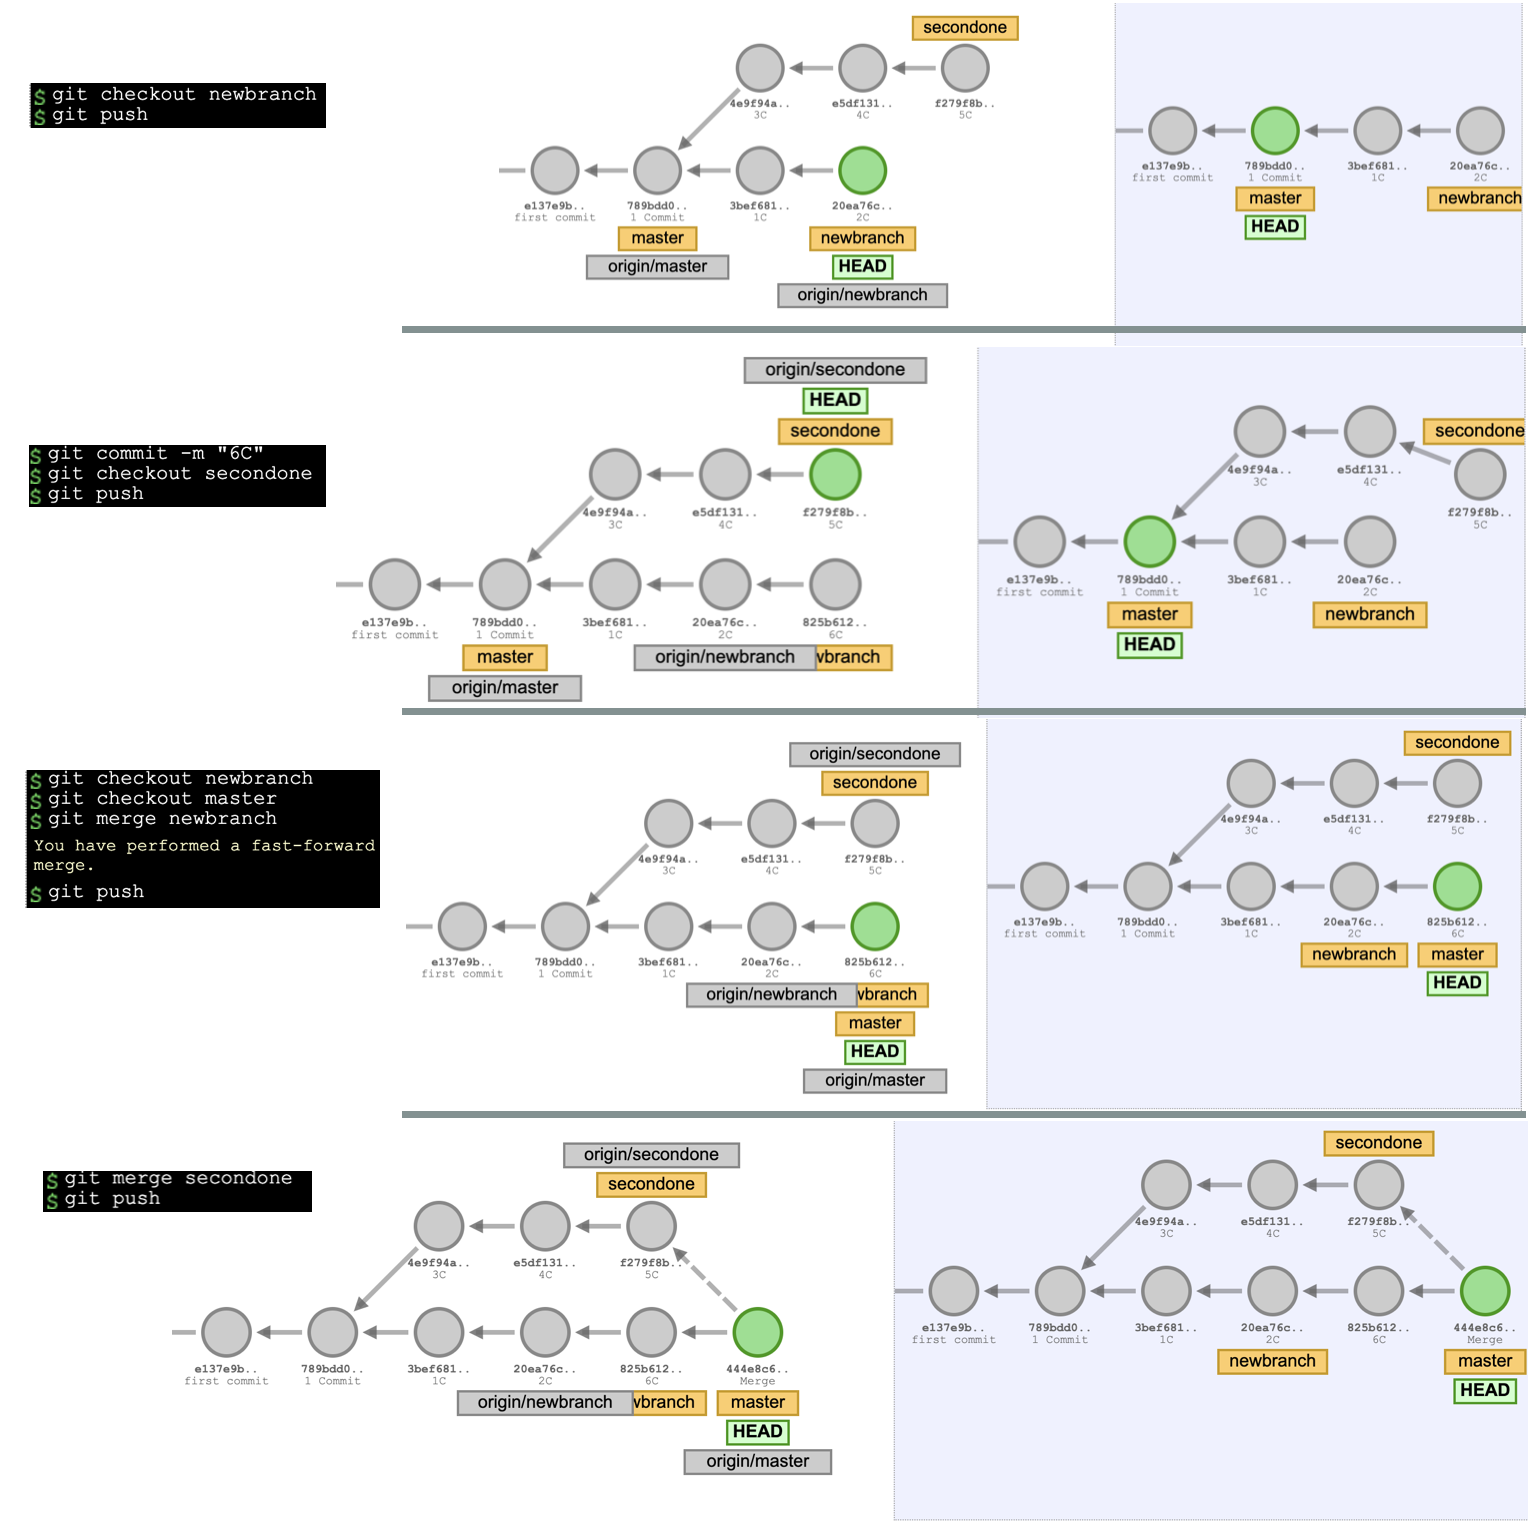 $ git checkout newbranch
$ git push
secondone
4e9f94a..
3C
e5df131..
4C
f279f8b..
5C
e137e9b..
first commit
789bdd0..
1 Commit
3bef681..
1C
20ea76c..
2C
master
origin/master
newbranch
HEAD
origin/newbranch
e137e9b..
first commit
789bdd0..
1 Commit
3bef681..
1C
20ea76c..
2C
master
HEAD
newbranch
$ git commit -m "6C"
$ git checkout secondone
$ git push
origin/secondone
HEAD
secondone
4e9f94a..
3C
e5df131..
4C
f279f8b..
5C
e137e9b..
first commit
789bdd0..
1 Commit
3bef681..
1C
20ea76c..
2C
825b612..
6C
master
origin/master
origin/newbranch
wbranch
secondone
4e9f94a..
3C
e5df131..
4C
f279f8b..
5C
e137e9b..
first commit
789bdd0..
1 Commit
3bef681..
1C
20ea76c..
2C
master
HEAD
newbranch
$ git checkout newbranch
$ git checkout master
$ git merge newbranch
You have performed a fast-forward
merge.
$ git push
origin/secondone
secondone
4e9f94a..
3C
e5df131..
4C
f279f8b..
5C
e137e9b..
first commit
789bdd0..
1 Commit
3bef681..
1C
20ea76c..
2C
825b612..
6C
origin/newbranch
wbranch
master
HEAD
origin/master
secondone
4e9f94a..
3C
e5df131..
4C
f279f8b..
5C
e137e9b..
first commit
789bdd0..
1 Commit
3bef681..
1C
20ea76c..
2C
825b612..
6C
newbranch
master
HEAD
$ git merge secondone
$ git push
origin/secondone
secondone
4e9f94a..
3C
e5df131..
4C
f279f8b..
5C
e137e9b..
first commit
789bdd0..
1 Commit
3bef681..
1C
20ea76c..
2C
825b612..
6C
444e8c6..
Merge
origin/newbranch
wbranch
master
HEAD
origin/master
secondone
4e9f94a..
3C
e5df131..
4C
f279f8b..
5C
e137e9b..
first commit
789bdd0..
1 Commit
3bef681..
1C
20ea76c..
2C
825b612..
6C
444e8c6..
Merge
newbranch
master
HEAD